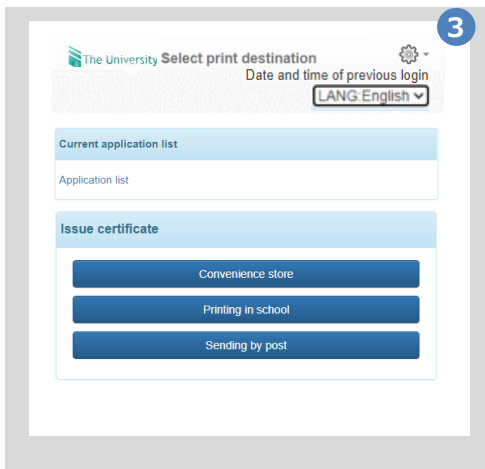 3
The University Select print destination
Date and time of previous login
LANG:English
Current application list
Application list
Issue certificate
Convenience store
Printing in school
Sending by post